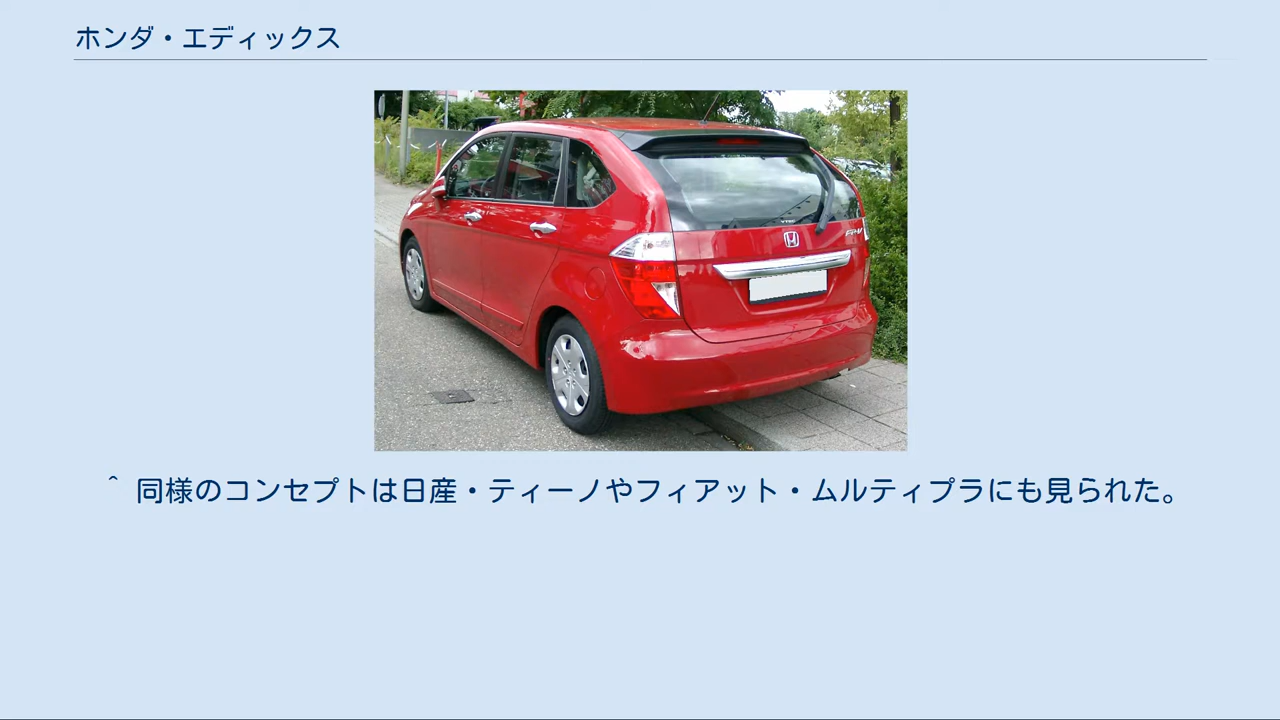 ホンダ・エディックス
FR-V
^ 同様のコンセプトは日産・ティーノやフィアット・ムルティプラにも見られた。